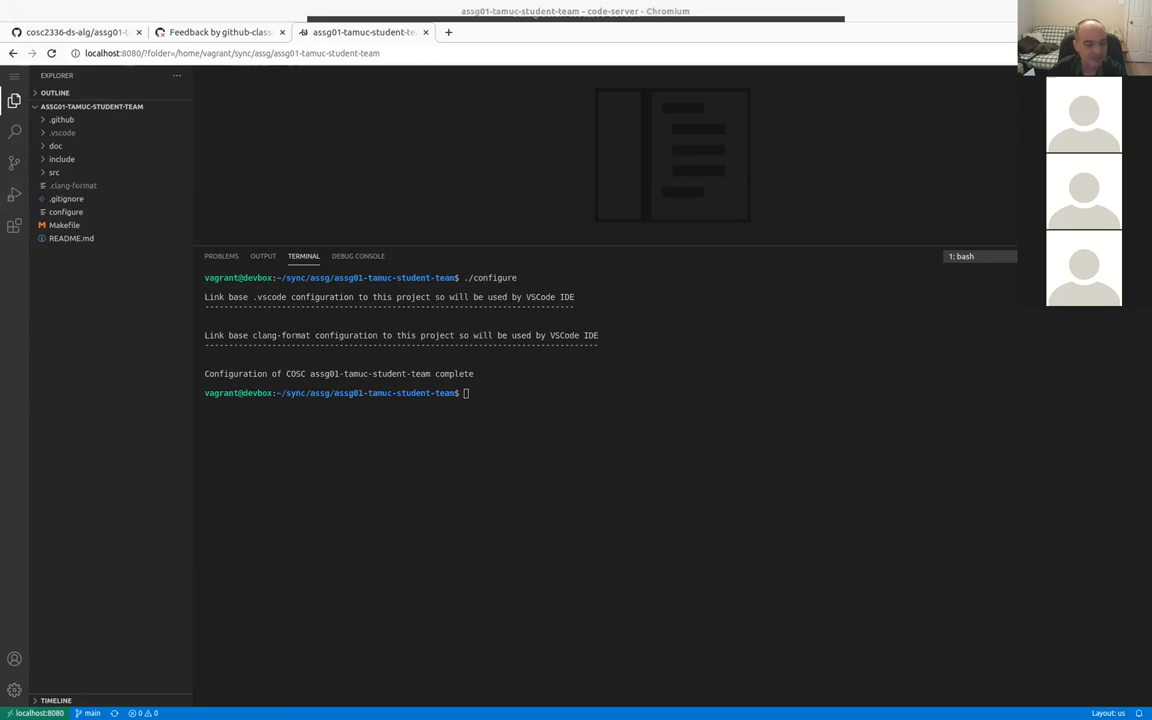 assg01-tamuc-student-team - code-server - Chromium
cosc2336-ds-alg/assg01-t
Feedback by github-class
assg01-tamuc-student-te
localhost:8080/?folder=/home/vagrant/sync/assg/assg01-tamuc-student-team
EXPLORER
OUTLINE
ASSG01-TAMUC-STUDENT-TEAM
.github
.vscode
doc
include
src
.clang-format
.gitignore
configure
Makefile
README.md
PROBLEMS OUTPUT TERMINAL DEBUG CONSOLE
1: bash
vagrant@devbox:~/sync/assg/assg01-tamuc-student-team$ ./configure
Link base .vscode configuration to this project so will be used by VSCode IDE
-----------------------------------------------------------------------------
Link base clang-format configuration to this project so will be used by VSCode IDE
----------------------------------------------------------------------------------
Configuration of COSC assg01-tamuc-student-team complete
vagrant@devbox:~/sync/assg/assg01-tamuc-student-team$
TIMELINE
localhost:8080 main 0 0
Layout: us